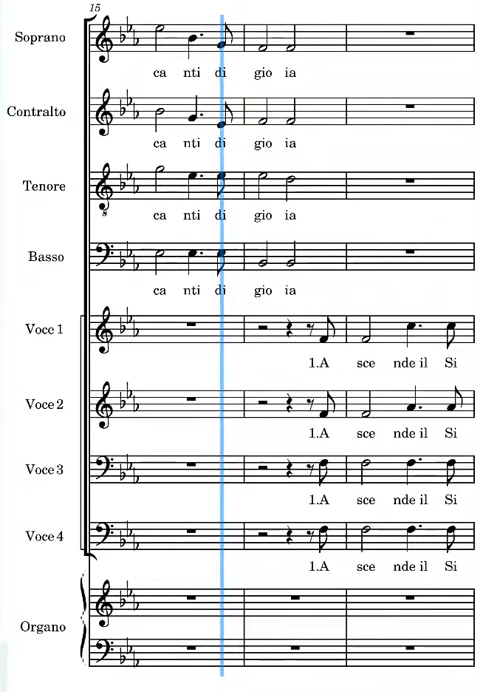 15
Soprano
ca nti di gio ia
Contralto
ca nti di gio ia
Tenore
8
ca nti di gio ia
Basso
ca nti di gio ia
Voce 1
1.A sce nde il Si
Voce 2
1.A sce nde il Si
Voce 3
1.A sce nde il Si
Voce 4
1.A sce nde il Si
Organo